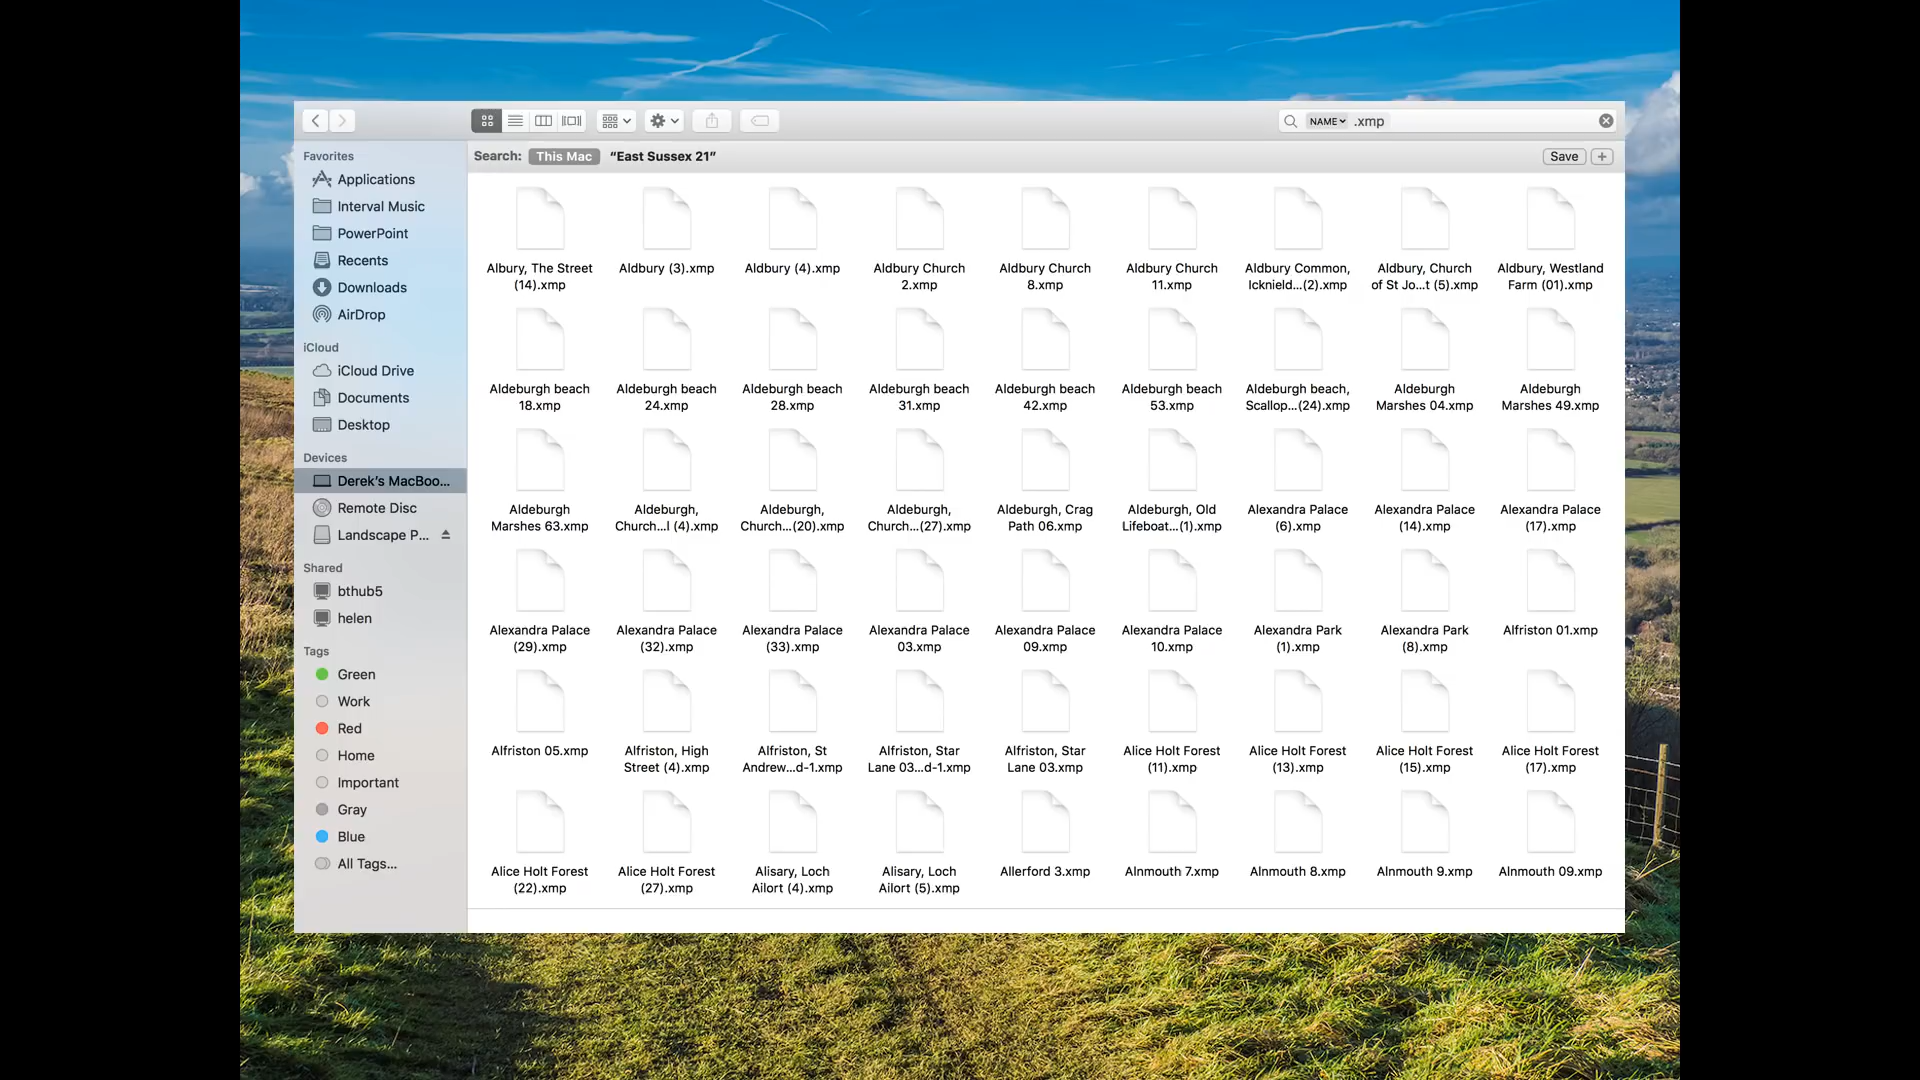 NAME .xmp
Search: This Mac “East Sussex 21” Save
Favorites
Applications
Interval Music
PowerPoint
Recents
Downloads
AirDrop
iCloud
iCloud Drive
Documents
Desktop
Devices
Derek’s MacBoo...
Remote Disc
Landscape P...
Shared
bthub5
helen
Tags
Green
Work
Red
Home
Important
Gray
Blue
All Tags...
Albury, The Street
(14).xmp
Aldbury (3).xmp
Aldbury (4).xmp
Aldbury Church
2.xmp
Aldbury Church
8.xmp
Aldbury Church
11.xmp
Aldbury Common,
Icknield...(2).xmp
Aldbury, Church
of St Jo...t (5).xmp
Aldbury, Westland
Farm (01).xmp
Aldeburgh beach
18.xmp
Aldeburgh beach
24.xmp
Aldeburgh beach
28.xmp
Aldeburgh beach
31.xmp
Aldeburgh beach
42.xmp
Aldeburgh beach
53.xmp
Aldeburgh beach,
Scallop...(24).xmp
Aldeburgh
Marshes 04.xmp
Aldeburgh
Marshes 49.xmp
Aldeburgh
Marshes 63.xmp
Aldeburgh,
Church...l (4).xmp
Aldeburgh,
Church...(20).xmp
Aldeburgh,
Church...(27).xmp
Aldeburgh, Crag
Path 06.xmp
Aldeburgh, Old
Lifeboat...(1).xmp
Alexandra Palace
(6).xmp
Alexandra Palace
(14).xmp
Alexandra Palace
(17).xmp
Alexandra Palace
(29).xmp
Alexandra Palace
(32).xmp
Alexandra Palace
(33).xmp
Alexandra Palace
03.xmp
Alexandra Palace
09.xmp
Alexandra Palace
10.xmp
Alexandra Park
(1).xmp
Alexandra Park
(8).xmp
Alfriston 01.xmp
Alfriston 05.xmp
Alfriston, High
Street (4).xmp
Alfriston, St
Andrew...d-1.xmp
Alfriston, Star
Lane 03...d-1.xmp
Alfriston, Star
Lane 03.xmp
Alice Holt Forest
(11).xmp
Alice Holt Forest
(13).xmp
Alice Holt Forest
(15).xmp
Alice Holt Forest
(17).xmp
Alice Holt Forest
(22).xmp
Alice Holt Forest
(27).xmp
Alisary, Loch
Ailort (4).xmp
Alisary, Loch
Ailort (5).xmp
Allerford 3.xmp
Alnmouth 7.xmp
Alnmouth 8.xmp
Alnmouth 9.xmp
Alnmouth 09.xmp